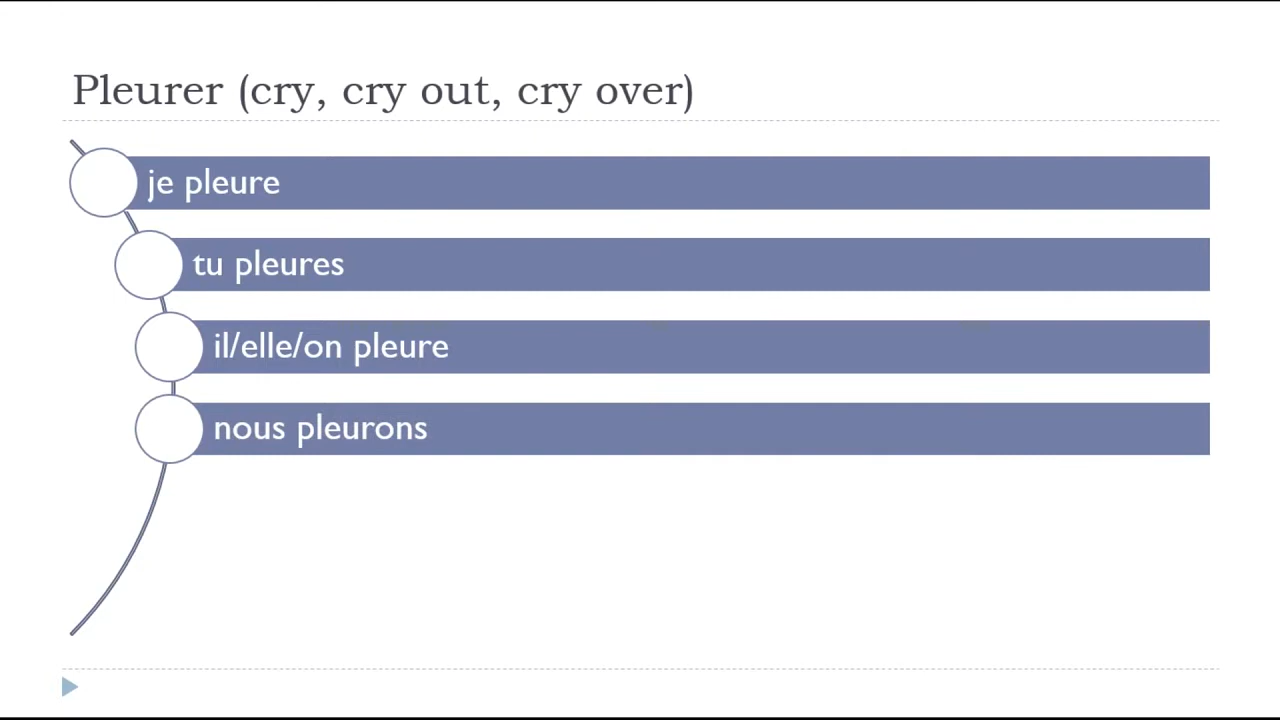 Pleurer (cry, cry out, cry over)
je pleure
tu pleures
il/elle/on pleure
nous pleurons